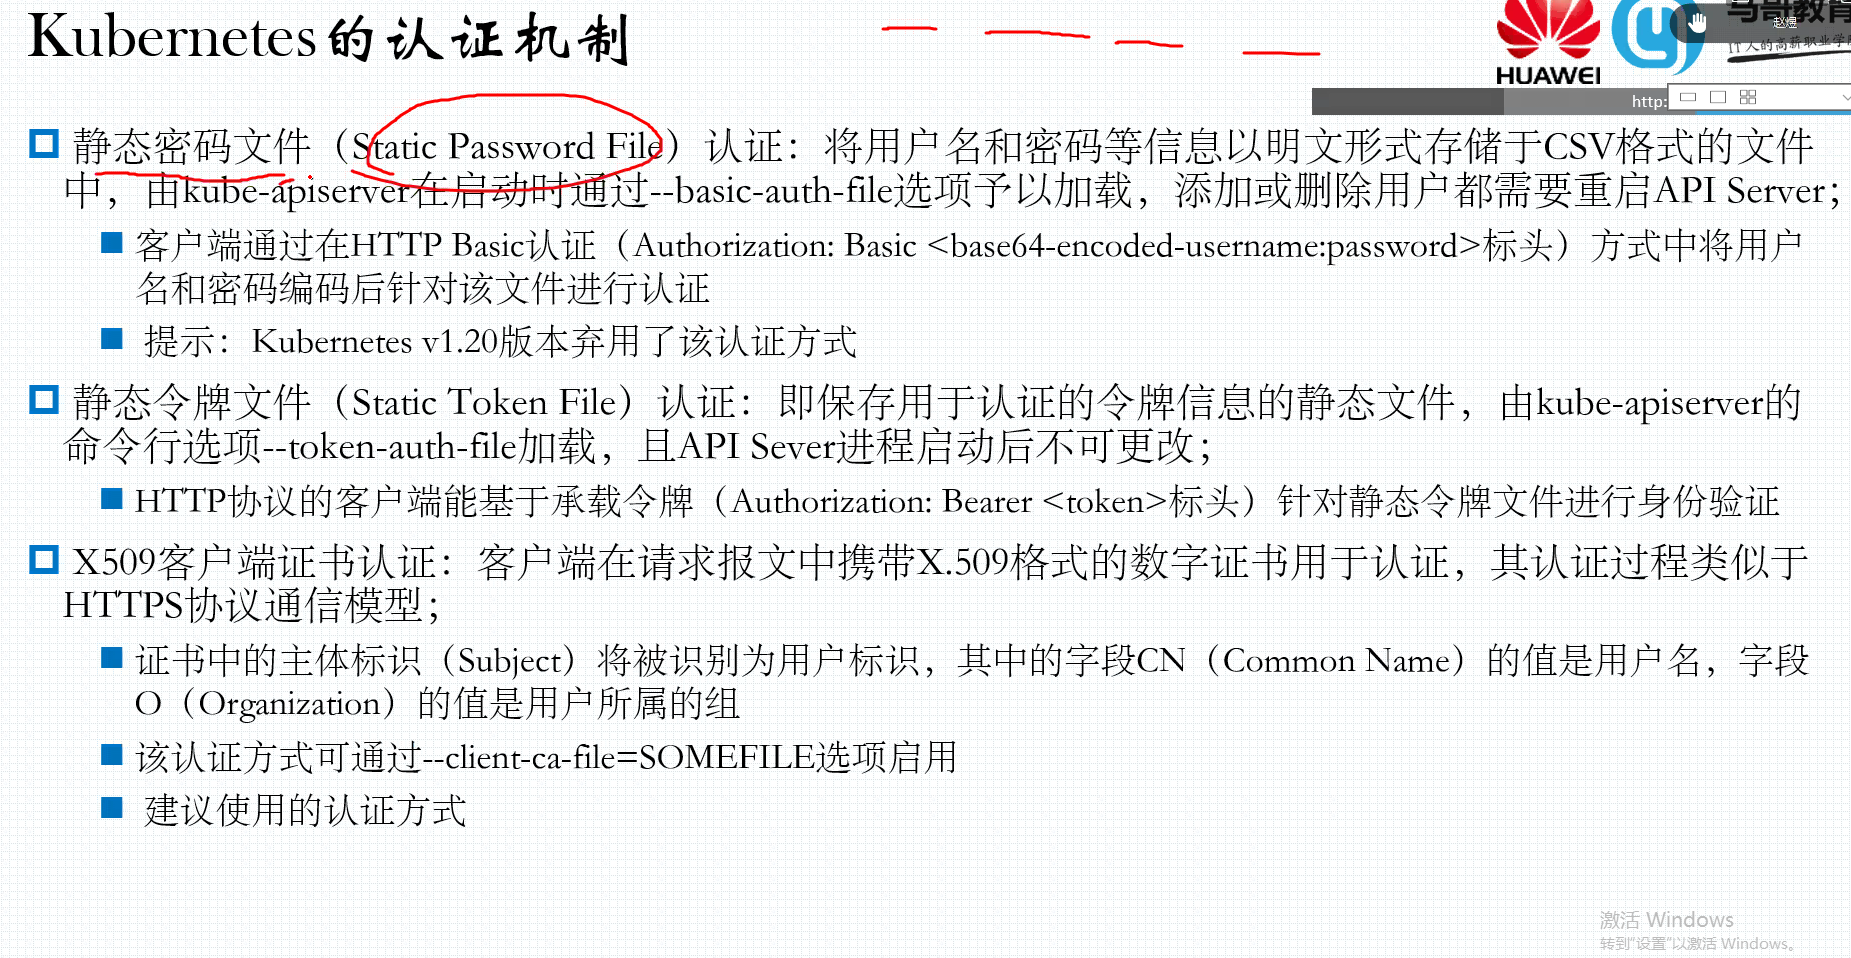 Kubernetes的认证机制
HUAWEI
马哥教育
赵煜
IT人的高薪职业学院
http:
静态密码文件（Static Password File）认证：将用户名和密码等信息以明文形式存储于CSV格式的文件
中，由kube-apiserver在启动时通过--basic-auth-file选项予以加载，添加或删除用户都需要重启API Server；
客户端通过在HTTP Basic认证（Authorization: Basic <base64-encoded-username:password>标头）方式中将用户
名和密码编码后针对该文件进行认证
提示：Kubernetes v1.20版本弃用了该认证方式
静态令牌文件（Static Token File）认证：即保存用于认证的令牌信息的静态文件，由kube-apiserver的
命令行选项--token-auth-file加载，且API Sever进程启动后不可更改；
HTTP协议的客户端能基于承载令牌（Authorization: Bearer <token>标头）针对静态令牌文件进行身份验证
X509客户端证书认证：客户端在请求报文中携带X.509格式的数字证书用于认证，其认证过程类似于
HTTPS协议通信模型；
证书中的主体标识（Subject）将被识别为用户标识，其中的字段CN（Common Name）的值是用户名，字段
O（Organization）的值是用户所属的组
该认证方式可通过--client-ca-file=SOMEFILE选项启用
建议使用的认证方式
激活 Windows
转到"设置"以激活 Windows。